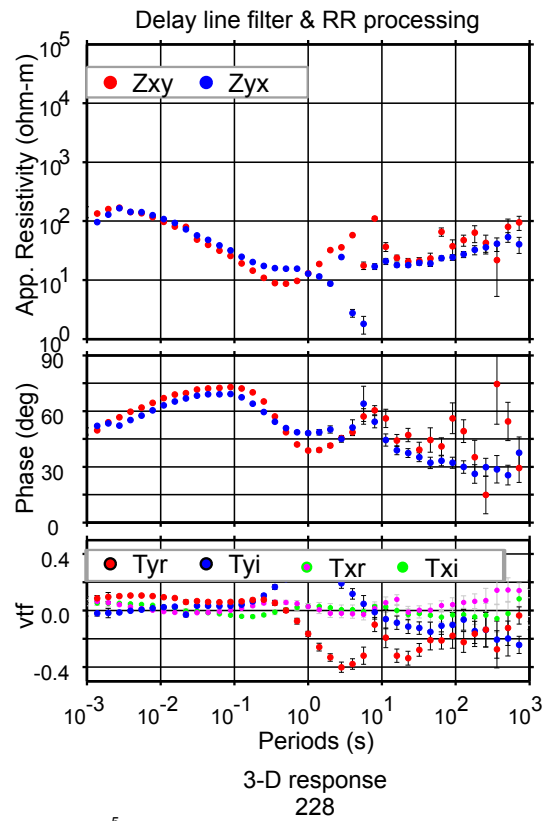 Delay line filter & RR processing
App. Resistivity (ohm-m)
10^5
10^4
10^3
10^2
10^1
10^0
Zxy Zyx
Phase (deg)
90
60
30
0
vtf
0.4
0.0
-0.4
Tyr Tyi Txr Txi
10^-3 10^-2 10^-1 10^0 10^1 10^2 10^3
Periods (s)
3-D response
228
5